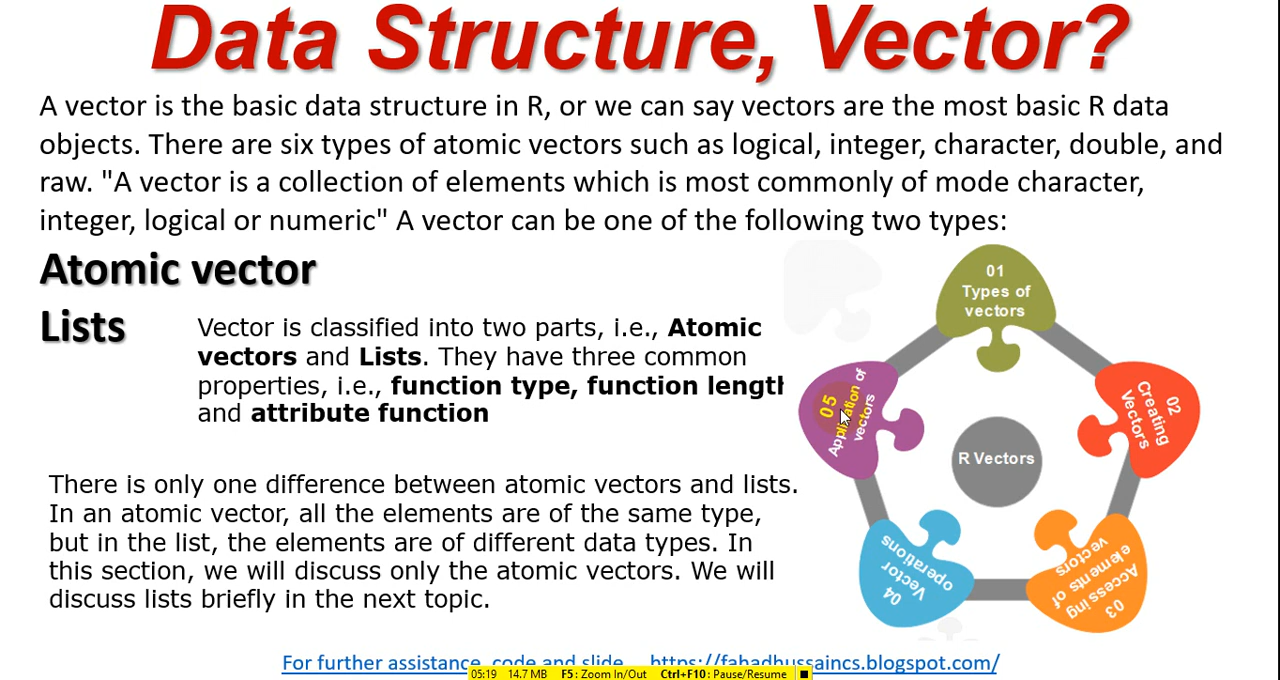 Data Structure, Vector?
A vector is the basic data structure in R, or we can say vectors are the most basic R data
objects. There are six types of atomic vectors such as logical, integer, character, double, and
raw. "A vector is a collection of elements which is most commonly of mode character,
integer, logical or numeric" A vector can be one of the following two types:
Atomic vector
Lists
Vector is classified into two parts, i.e., Atomic
vectors and Lists. They have three common
properties, i.e., function type, function length
and attribute function
There is only one difference between atomic vectors and lists.
In an atomic vector, all the elements are of the same type,
but in the list, the elements are of different data types. In
this section, we will discuss only the atomic vectors. We will
discuss lists briefly in the next topic.
01
Types of
vectors
02
Creating
Vectors
03
Accessing
elements of
vectors
04
Vector
operations
05
Application of
vectors
R Vectors
For further assistance, code and slide https://fahadhussaincs.blogspot.com/
05:19 14.7 MB F5: Zoom In/Out Ctrl+F10: Pause/Resume